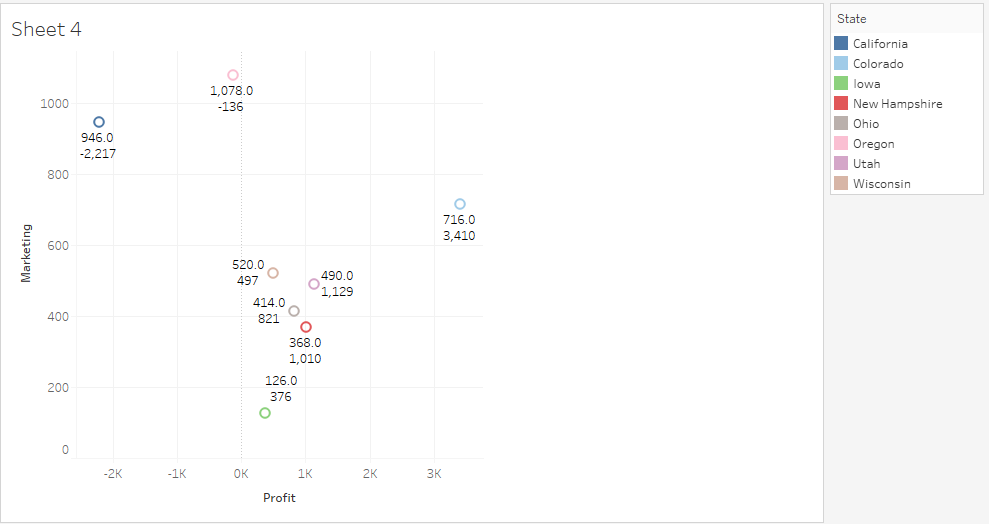 Sheet 4
State
California
Colorado
Iowa
New Hampshire
Ohio
Oregon
Utah
Wisconsin
Marketing
1000
800
600
400
200
0
1,078.0
-136
946.0
-2,217
716.0
3,410
520.0
497
490.0
1,129
414.0
821
368.0
1,010
126.0
376
-2K
-1K
0K
1K
2K
3K
Profit